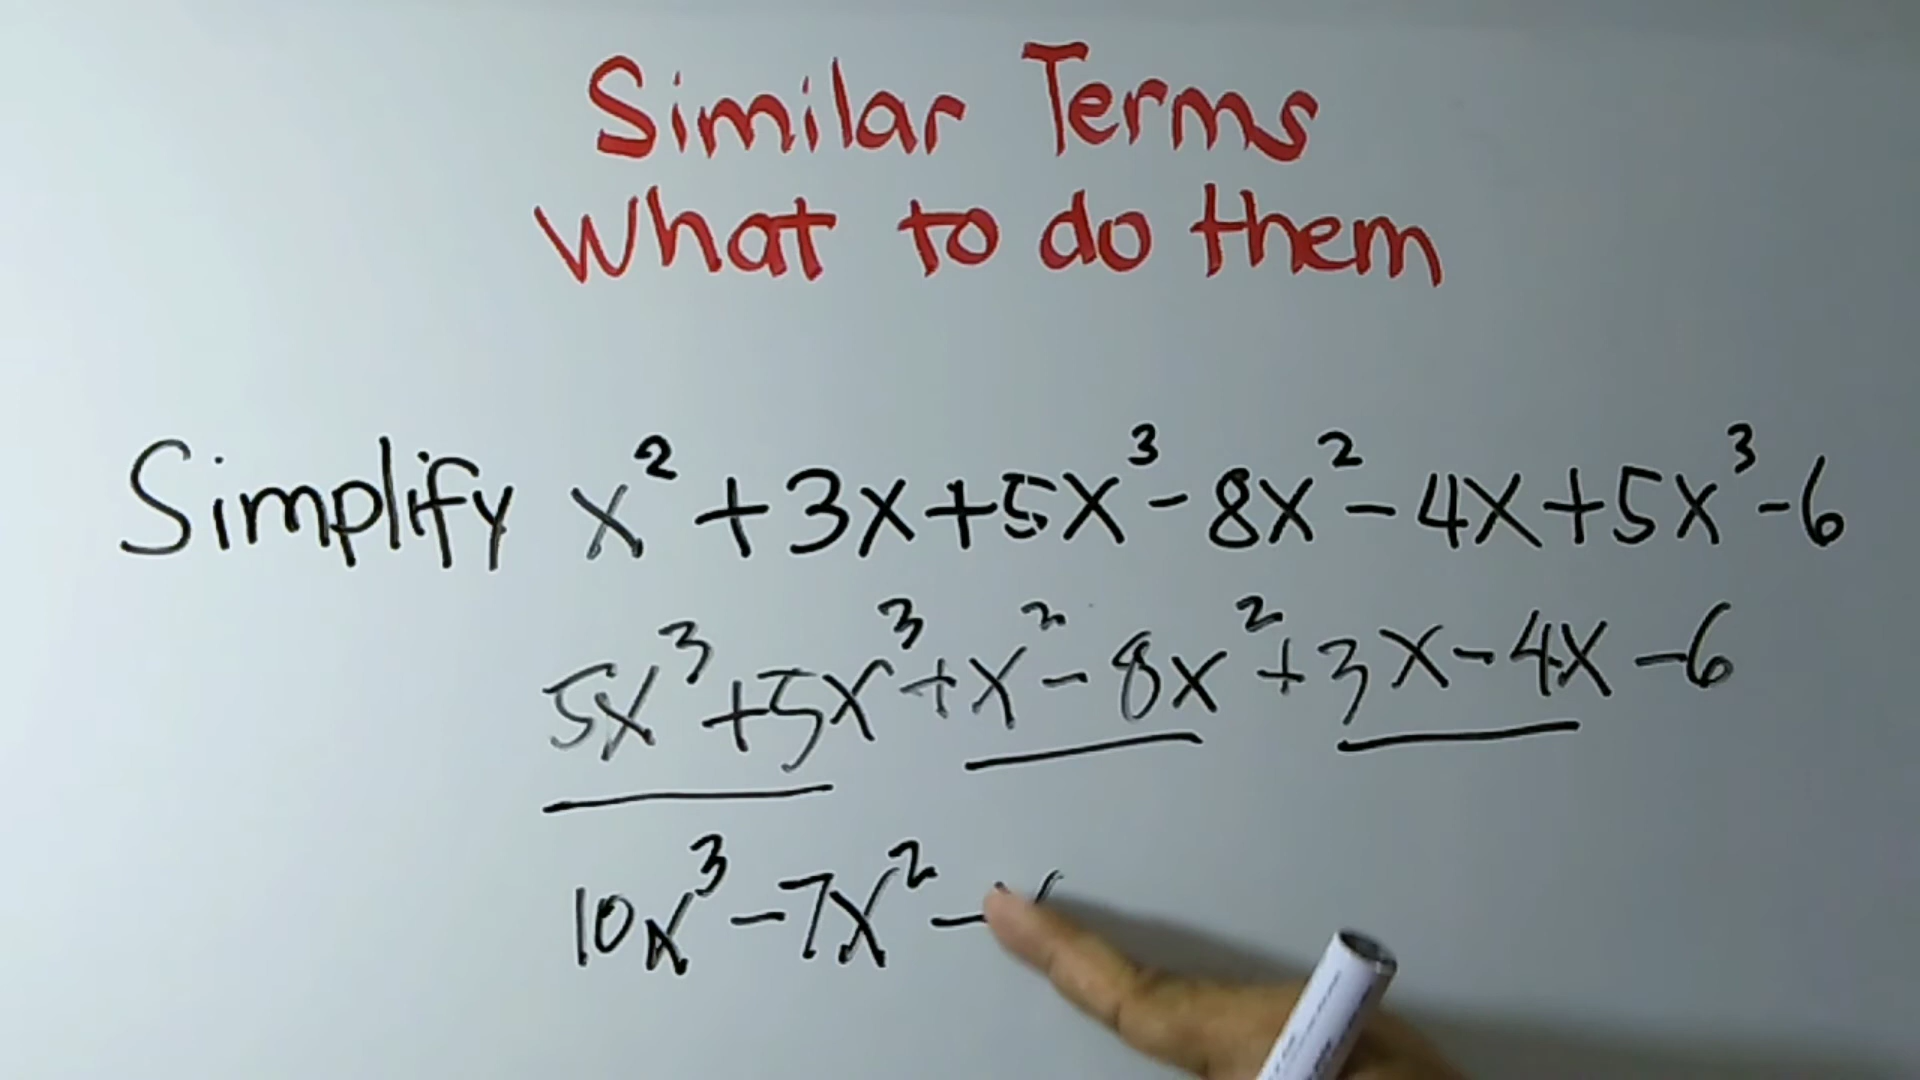 Similar Terms
What to do them
Simplify x² + 3x + 5x³ - 8x² - 4x + 5x³ - 6
5x³ + 5x³ + x² - 8x² + 3x - 4x - 6
10x³ - 7x² -